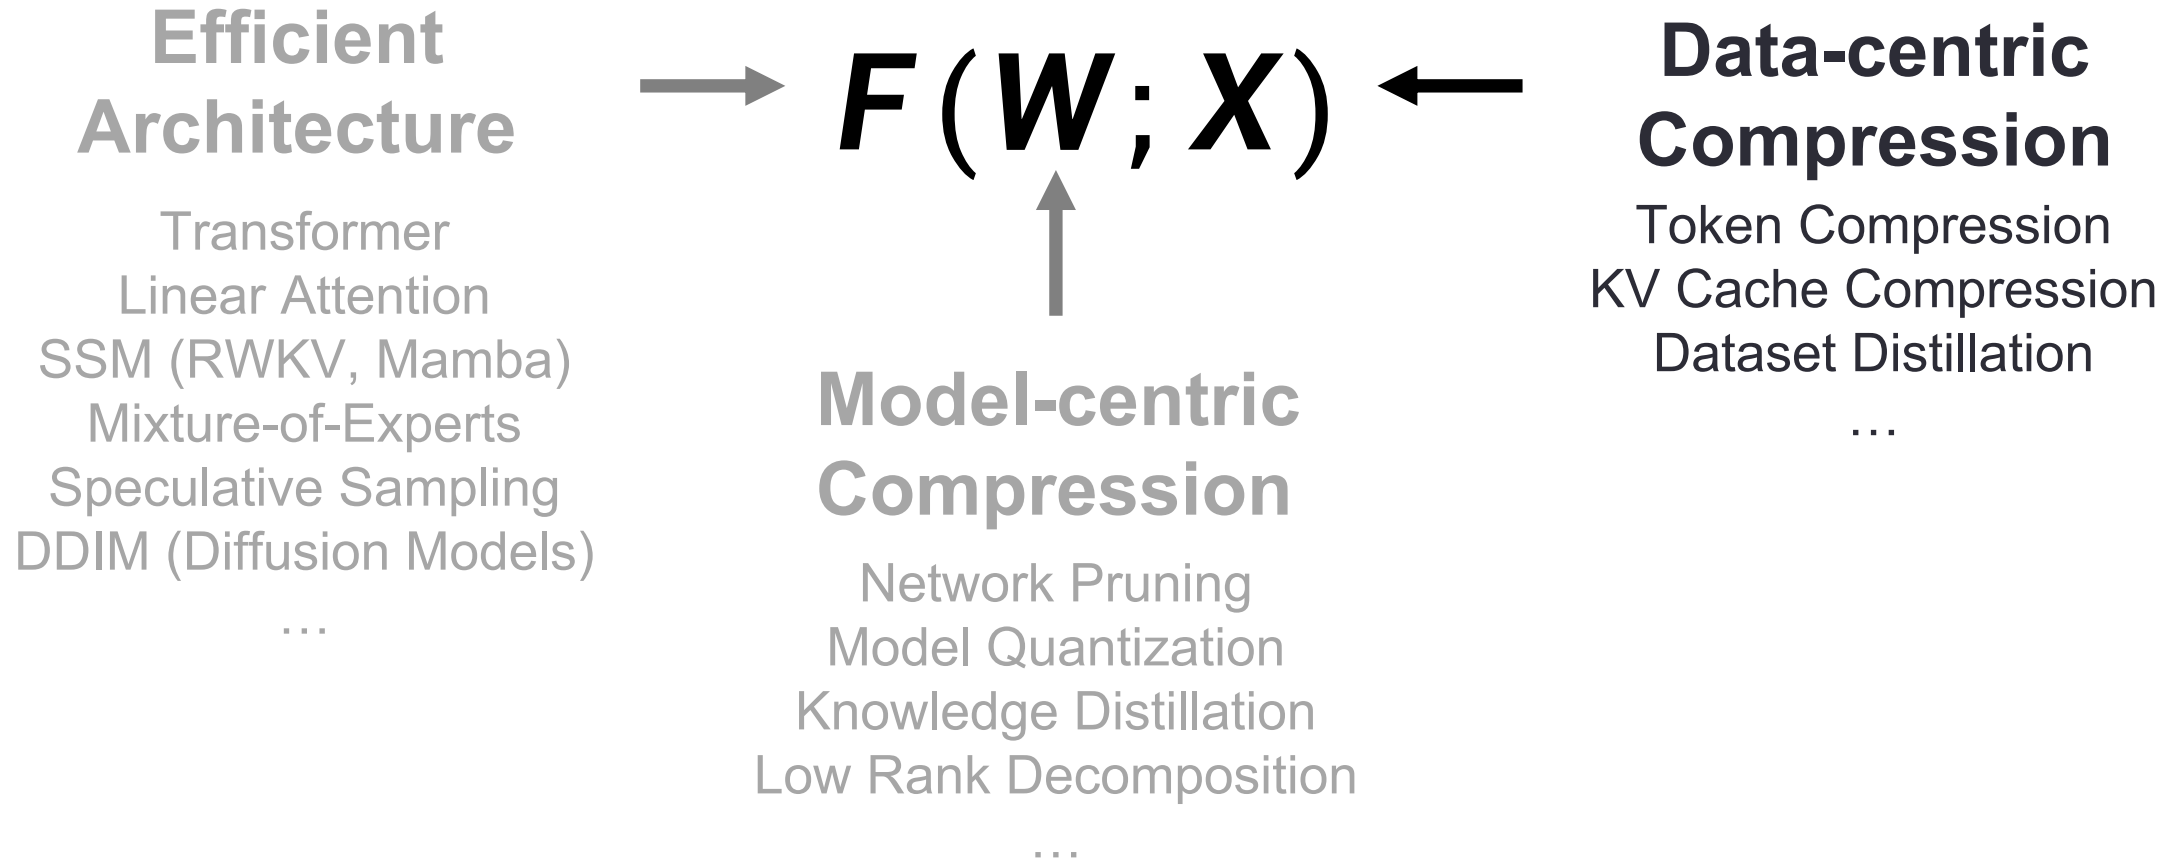 Efficient
Architecture
Transformer
Linear Attention
SSM (RWKV, Mamba)
Mixture-of-Experts
Speculative Sampling
DDIM (Diffusion Models)
…
F(W; X)
Model-centric
Compression
Network Pruning
Model Quantization
Knowledge Distillation
Low Rank Decomposition
…
Data-centric
Compression
Token Compression
KV Cache Compression
Dataset Distillation
…